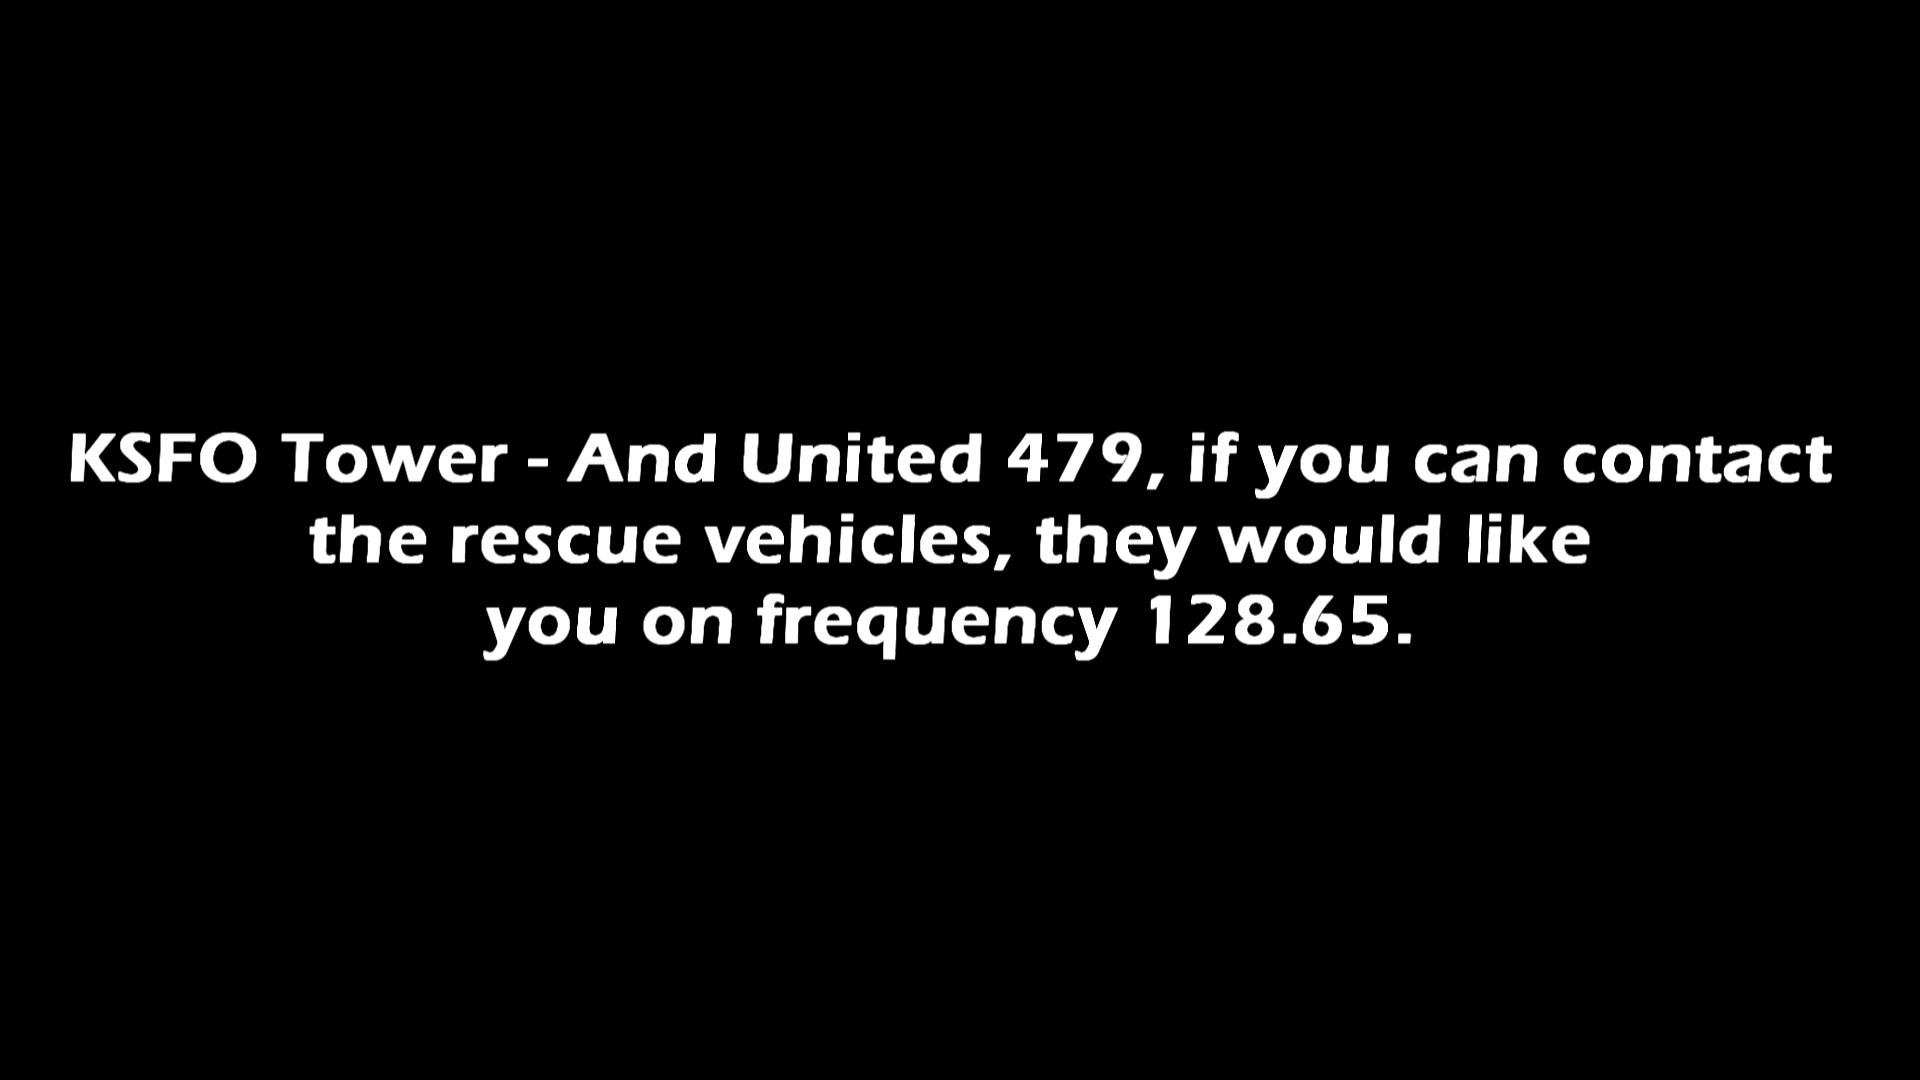 KSFO Tower - And United 479, if you can contact
the rescue vehicles, they would like
you on frequency 128.65.